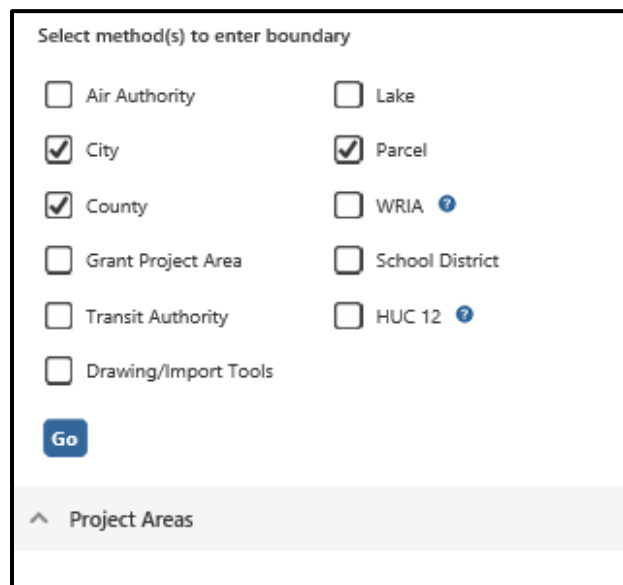 Select method(s) to enter boundary
Air Authority
Lake
City
Parcel
County
WRIA ?
Grant Project Area
School District
Transit Authority
HUC 12 ?
Drawing/Import Tools
Go
Project Areas